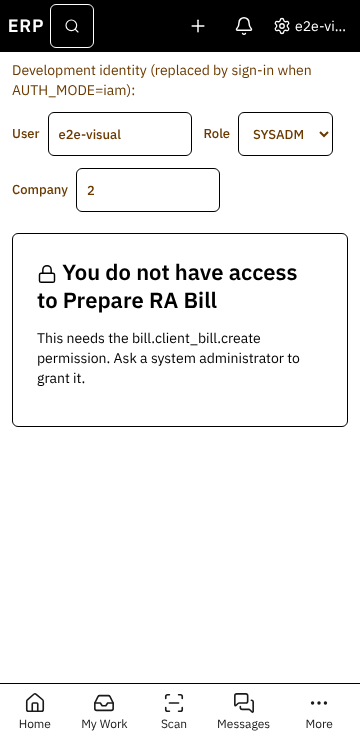 ERP
e2e-vi...
Development identity (replaced by sign-in when
AUTH_MODE=iam):
User e2e-visual Role SYSADM
Company 2
You do not have access
to Prepare RA Bill
This needs the bill.client_bill.create
permission. Ask a system administrator to
grant it.
Home My Work Scan Messages More